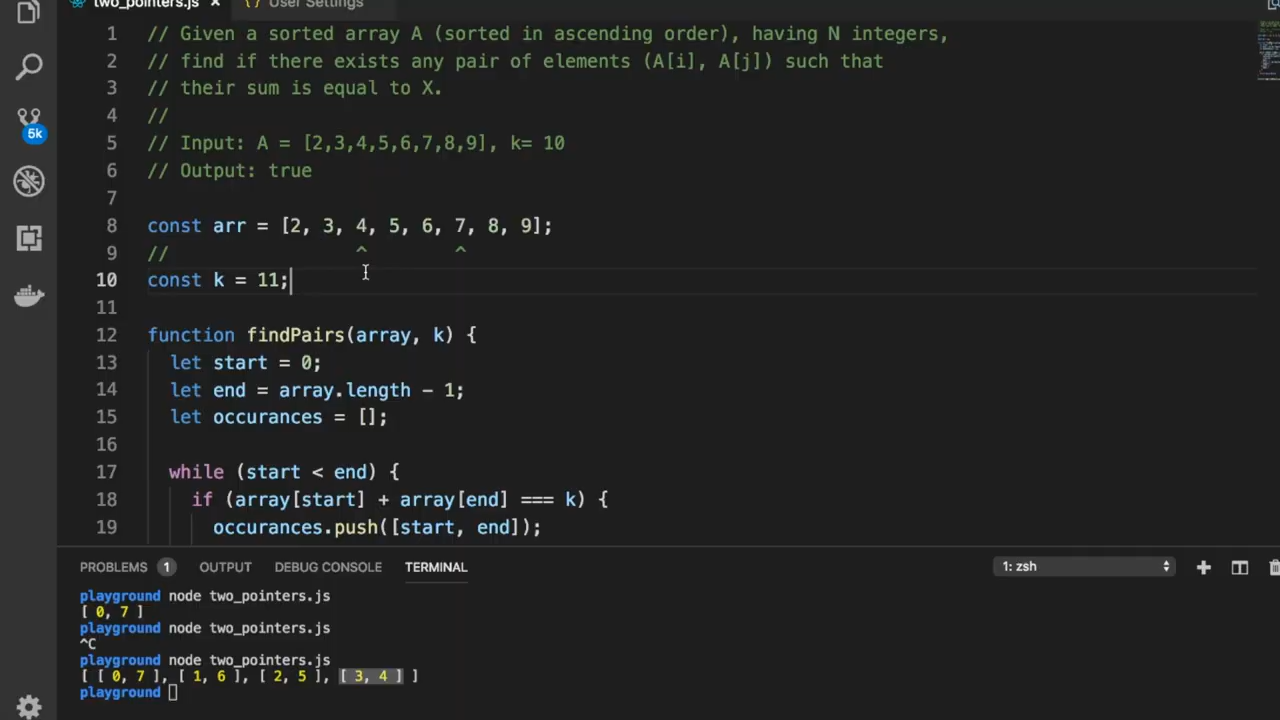 two_pointers.js × {} User Settings
1 // Given a sorted array A (sorted in ascending order), having N integers,
2 // find if there exists any pair of elements (A[i], A[j]) such that
3 // their sum is equal to X.
4 //
5 // Input: A = [2,3,4,5,6,7,8,9], k= 10
6 // Output: true
7
8 const arr = [2, 3, 4, 5, 6, 7, 8, 9];
9 // ^ ^
10 const k = 11;
11
12 function findPairs(array, k) {
13 let start = 0;
14 let end = array.length - 1;
15 let occurances = [];
16
17 while (start < end) {
18 if (array[start] + array[end] === k) {
19 occurances.push([start, end]);
5k
PROBLEMS 1 OUTPUT DEBUG CONSOLE TERMINAL 1: zsh
playground node two_pointers.js
[ 0, 7 ]
playground node two_pointers.js
^C
playground node two_pointers.js
[ [ 0, 7 ], [ 1, 6 ], [ 2, 5 ], [ 3, 4 ] ]
playground